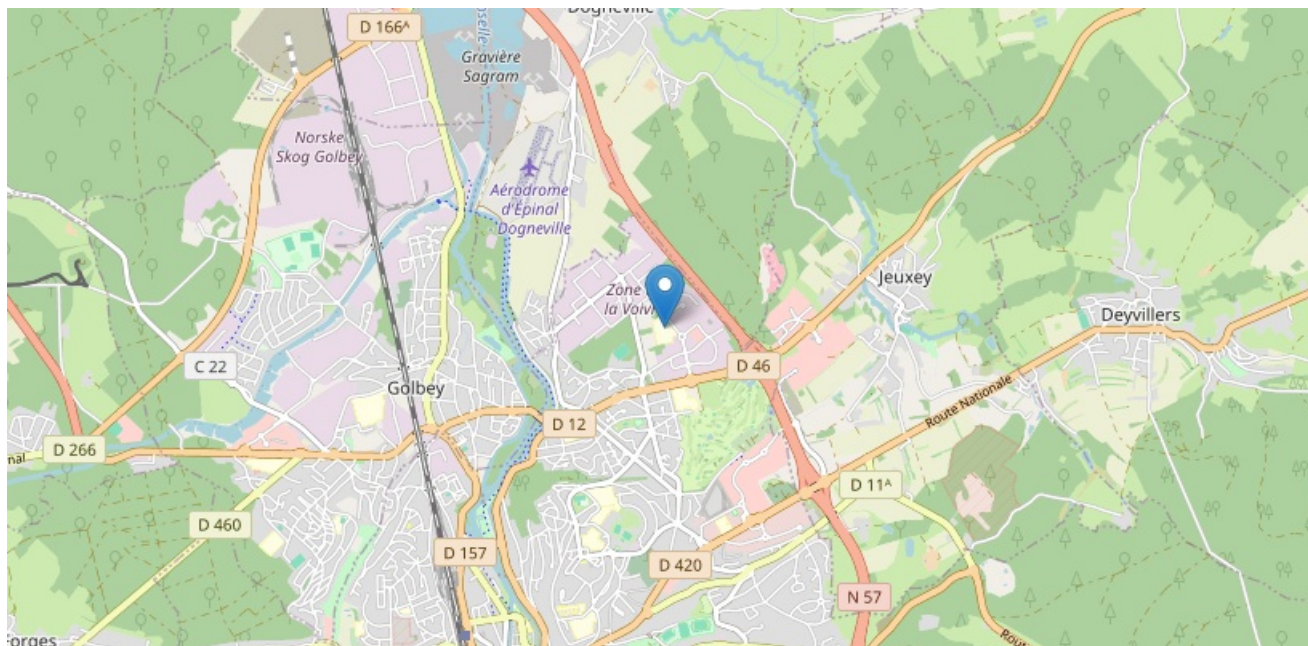 Dogneville
D 166ᴬ
Gravière
Sagram
Norske
Skog Golbey
Aérodrome
d'Épinal
Dogneville
Zone
la Voivr
Jeuxey
Deyvillers
C 22
Golbey
D 46
Route Nationale
D 12
D 266
D 11ᴬ
D 460
D 157
D 420
N 57
Forges